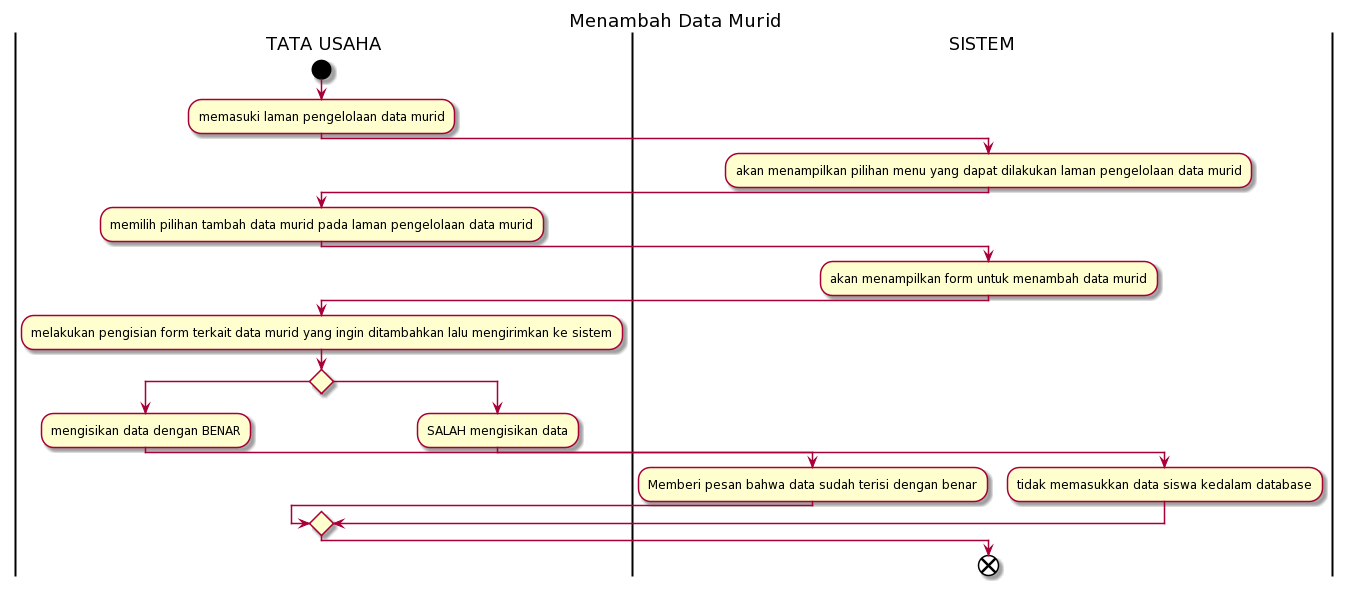 Menambah Data Murid
TATA USAHA
SISTEM
memasuki laman pengelolaan data murid
akan menampilkan pilihan menu yang dapat dilakukan laman pengelolaan data murid
memilih pilihan tambah data murid pada laman pengelolaan data murid
akan menampilkan form untuk menambah data murid
melakukan pengisian form terkait data murid yang ingin ditambahkan lalu mengirimkan ke sistem
mengisikan data dengan BENAR
SALAH mengisikan data
Memberi pesan bahwa data sudah terisi dengan benar
tidak memasukkan data siswa kedalam database